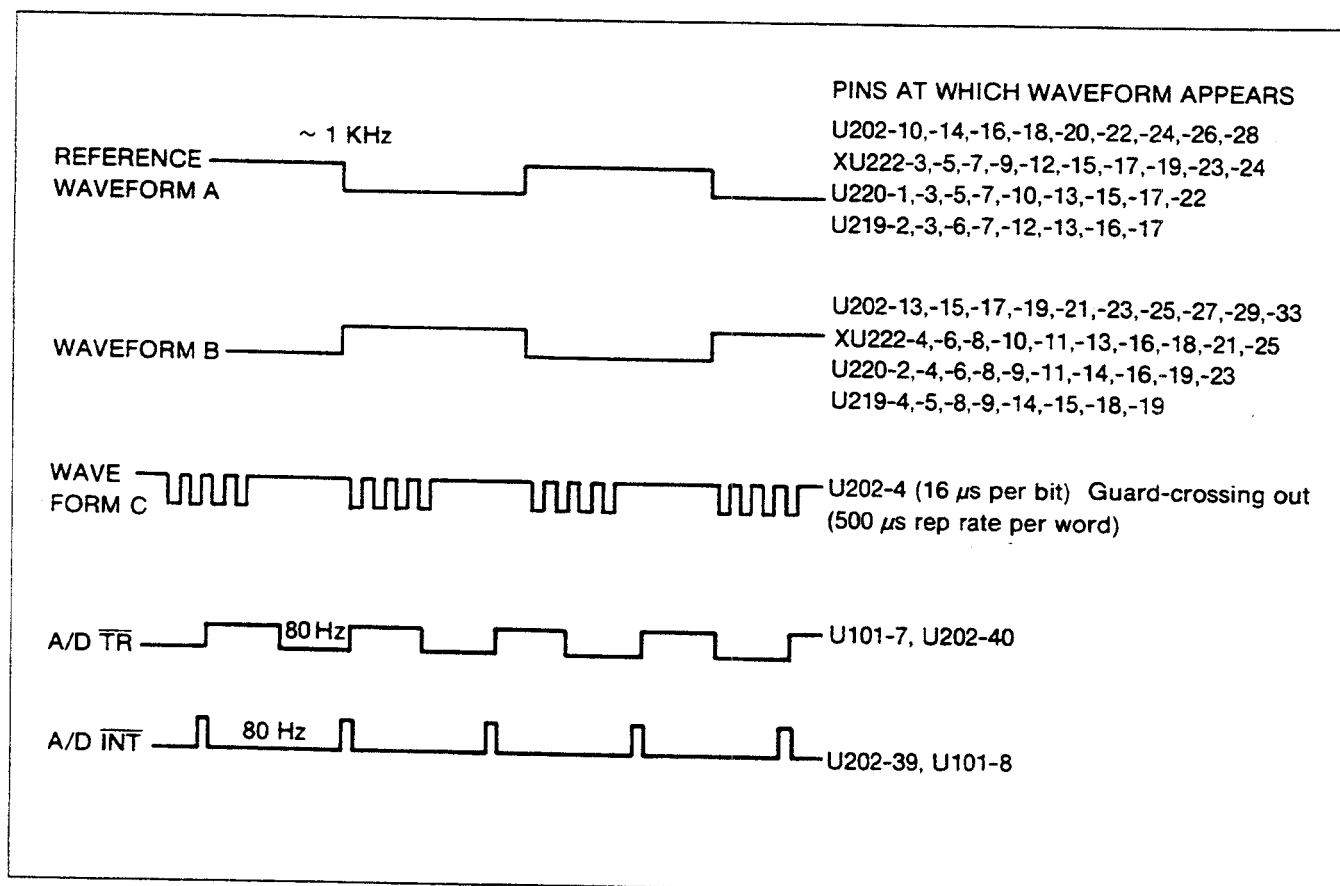 PINS AT WHICH WAVEFORM APPEARS
~ 1 KHz
REFERENCE
WAVEFORM A
U202-10,-14,-16,-18,-20,-22,-24,-26,-28
XU222-3,-5,-7,-9,-12,-15,-17,-19,-23,-24
U220-1,-3,-5,-7,-10,-13,-15,-17,-22
U219-2,-3,-6,-7,-12,-13,-16,-17
WAVEFORM B
U202-13,-15,-17,-19,-21,-23,-25,-27,-29,-33
XU222-4,-6,-8,-10,-11,-13,-16,-18,-21,-25
U220-2,-4,-6,-8,-9,-11,-14,-16,-19,-23
U219-4,-5,-8,-9,-14,-15,-18,-19
WAVE
FORM C
U202-4 (16 μs per bit) Guard-crossing out
(500 μs rep rate per word)
A/D T̅R̅
80 Hz
U101-7, U202-40
A/D I̅N̅T̅
80 Hz
U202-39, U101-8